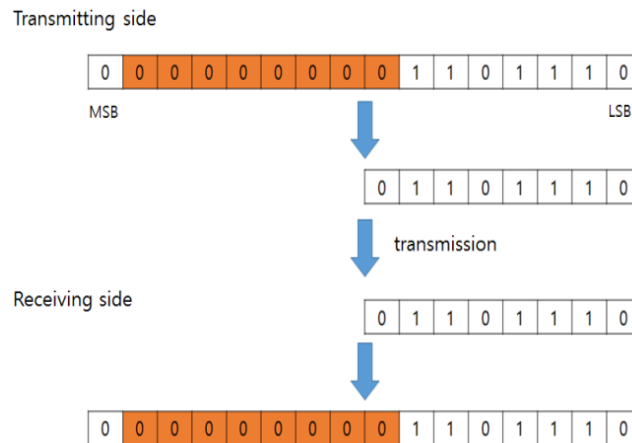 Transmitting side
0 0 0 0 0 0 0 0 0 1 1 0 1 1 1 0
MSB LSB
0 1 1 0 1 1 1 0
transmission
Receiving side
0 1 1 0 1 1 1 0
0 0 0 0 0 0 0 0 0 1 1 0 1 1 1 0